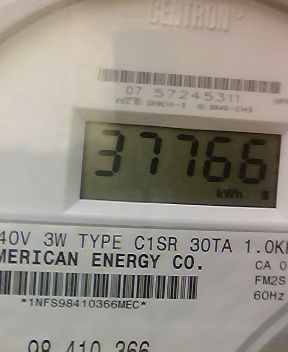 CENTRON®
07 57245311
37766
kWh
40V 3W TYPE C1SR 30TA 1.0K
MERICAN ENERGY CO.
CA 0
FM2S
60Hz
*1NFS98410366MEC*
98 410 366